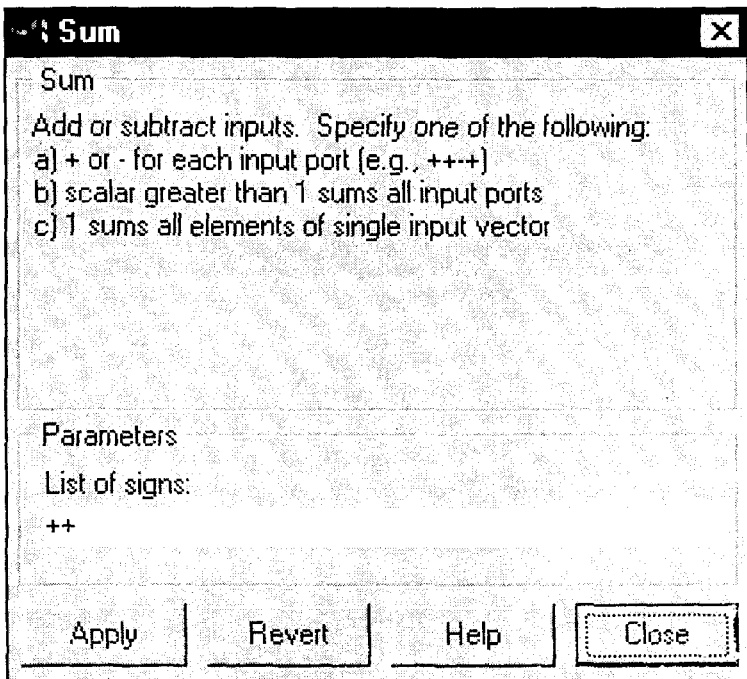 Sum
Sum
Add or subtract inputs. Specify one of the following:
a) + or - for each input port (e.g., ++-+)
b) scalar greater than 1 sums all input ports
c) 1 sums all elements of single input vector
Parameters
List of signs:
++
Apply Revert Help Close